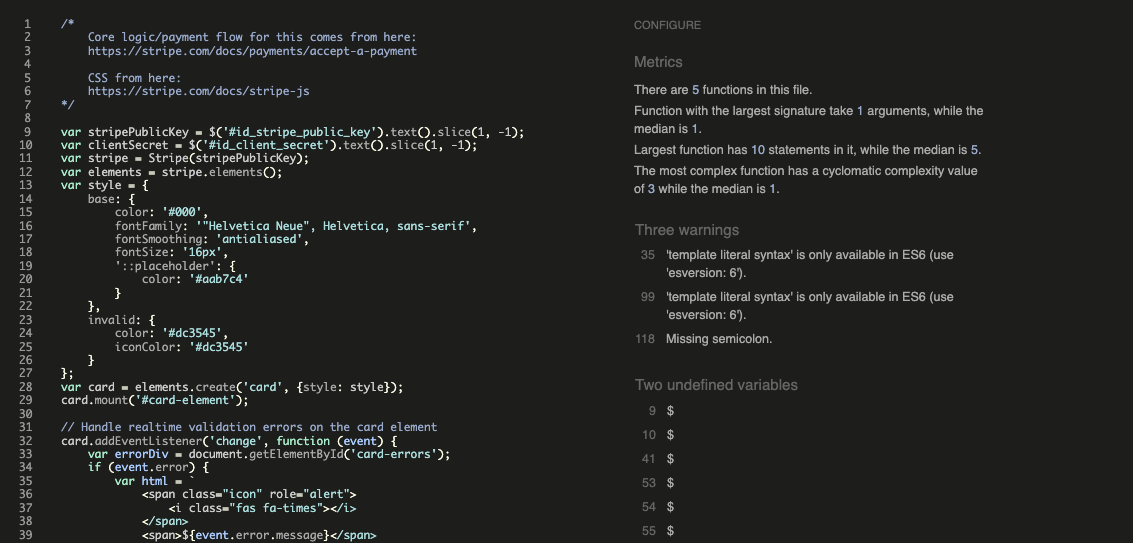 1 /*
2 Core logic/payment flow for this comes from here:
3 https://stripe.com/docs/payments/accept-a-payment
4
5 CSS from here:
6 https://stripe.com/docs/stripe-js
7 */
8
9 var stripePublicKey = $('#id_stripe_public_key').text().slice(1, -1);
10 var clientSecret = $('#id_client_secret').text().slice(1, -1);
11 var stripe = Stripe(stripePublicKey);
12 var elements = stripe.elements();
13 var style = {
14 base: {
15 color: '#000',
16 fontFamily: '"Helvetica Neue", Helvetica, sans-serif',
17 fontSmoothing: 'antialiased',
18 fontSize: '16px',
19 '::placeholder': {
20 color: '#aab7c4'
21 }
22 },
23 invalid: {
24 color: '#dc3545',
25 iconColor: '#dc3545'
26 }
27 };
28 var card = elements.create('card', {style: style});
29 card.mount('#card-element');
30
31 // Handle realtime validation errors on the card element
32 card.addEventListener('change', function (event) {
33 var errorDiv = document.getElementById('card-errors');
34 if (event.error) {
35 var html = `
36 <span class="icon" role="alert">
37 <i class="fas fa-times"></i>
38 </span>
39 <span>${event.error.message}</span>
CONFIGURE
Metrics
There are 5 functions in this file.
Function with the largest signature take 1 arguments, while the
median is 1.
Largest function has 10 statements in it, while the median is 5.
The most complex function has a cyclomatic complexity value
of 3 while the median is 1.
Three warnings
35 'template literal syntax' is only available in ES6 (use
'esversion: 6').
99 'template literal syntax' is only available in ES6 (use
'esversion: 6').
118 Missing semicolon.
Two undefined variables
9 $
10 $
41 $
53 $
54 $
55 $